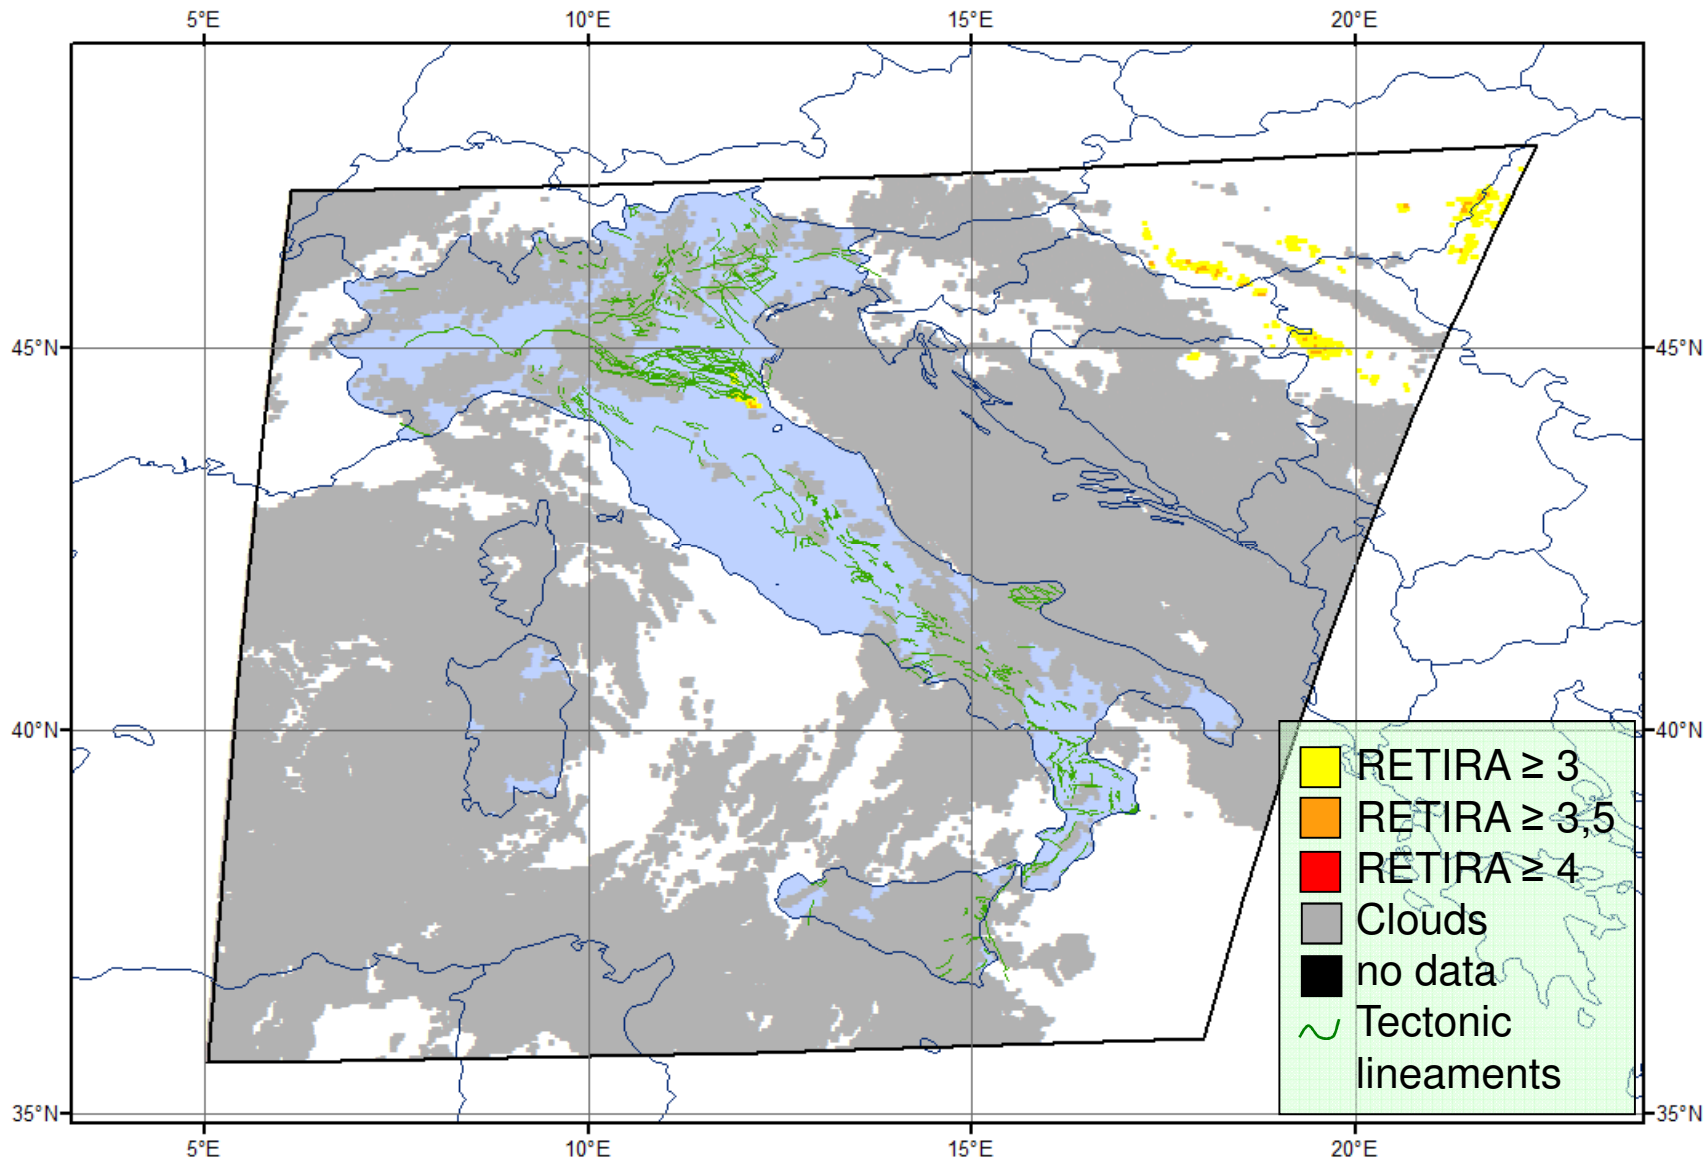 5°E 10°E 15°E 20°E
45°N 45°N
40°N 40°N
RETIRA ≥ 3
RETIRA ≥ 3,5
RETIRA ≥ 4
Clouds
no data
Tectonic
lineaments
35°N 35°N
5°E 10°E 15°E 20°E